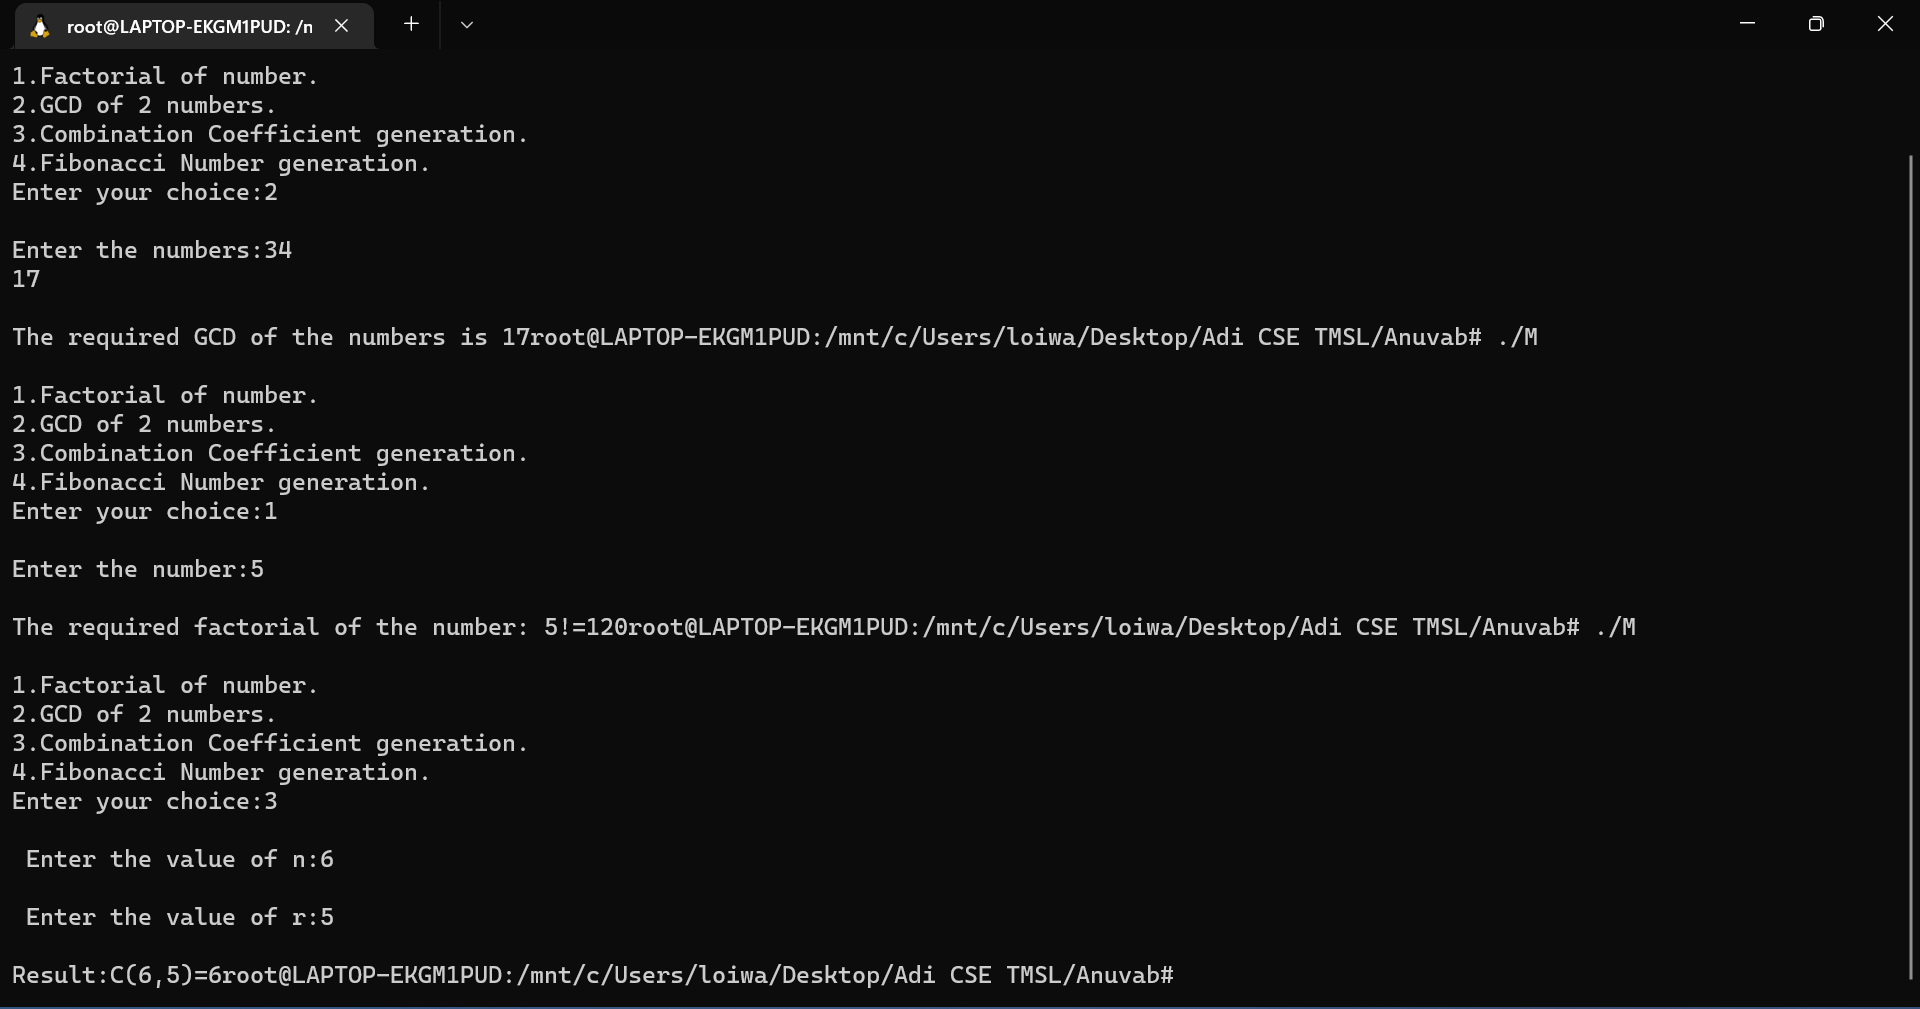 root@LAPTOP-EKGM1PUD: /n
1.Factorial of number.
2.GCD of 2 numbers.
3.Combination Coefficient generation.
4.Fibonacci Number generation.
Enter your choice:2
Enter the numbers:34
17
The required GCD of the numbers is 17root@LAPTOP-EKGM1PUD:/mnt/c/Users/loiwa/Desktop/Adi CSE TMSL/Anuvab# ./M
1.Factorial of number.
2.GCD of 2 numbers.
3.Combination Coefficient generation.
4.Fibonacci Number generation.
Enter your choice:1
Enter the number:5
The required factorial of the number: 5!=120root@LAPTOP-EKGM1PUD:/mnt/c/Users/loiwa/Desktop/Adi CSE TMSL/Anuvab# ./M
1.Factorial of number.
2.GCD of 2 numbers.
3.Combination Coefficient generation.
4.Fibonacci Number generation.
Enter your choice:3
Enter the value of n:6
Enter the value of r:5
Result:C(6,5)=6root@LAPTOP-EKGM1PUD:/mnt/c/Users/loiwa/Desktop/Adi CSE TMSL/Anuvab#